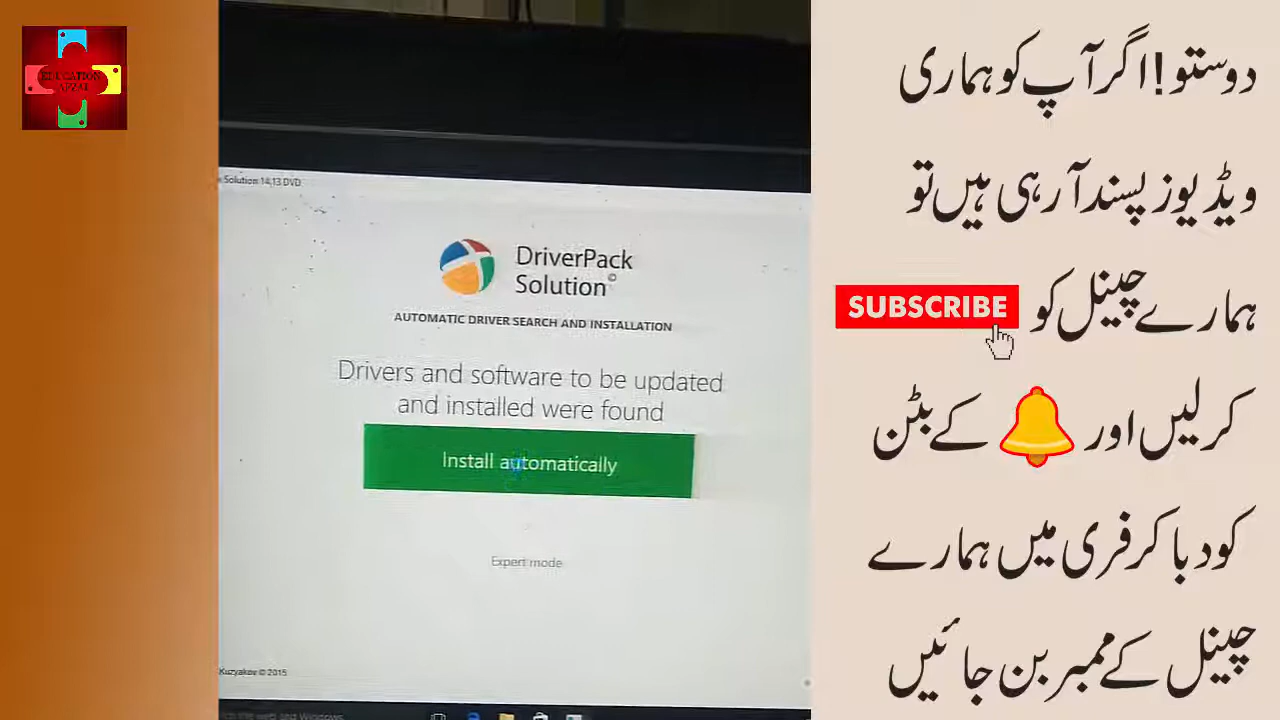 EDUCATION
Solution 14,13 DVD
DriverPack
Solution©
AUTOMATIC DRIVER SEARCH AND INSTALLATION
Drivers and software to be updated
and installed were found
Install automatically
Expert mode
Kuzyakov © 2015
دوستو! اگر آپ کو ہماری
ویڈیوز پسند آ رہی ہیں تو
ہمارے چینل کو SUBSCRIBE
کر لیں اور کے بٹن
کو دبا کر فری میں ہمارے
چینل کے ممبر بن جائیں